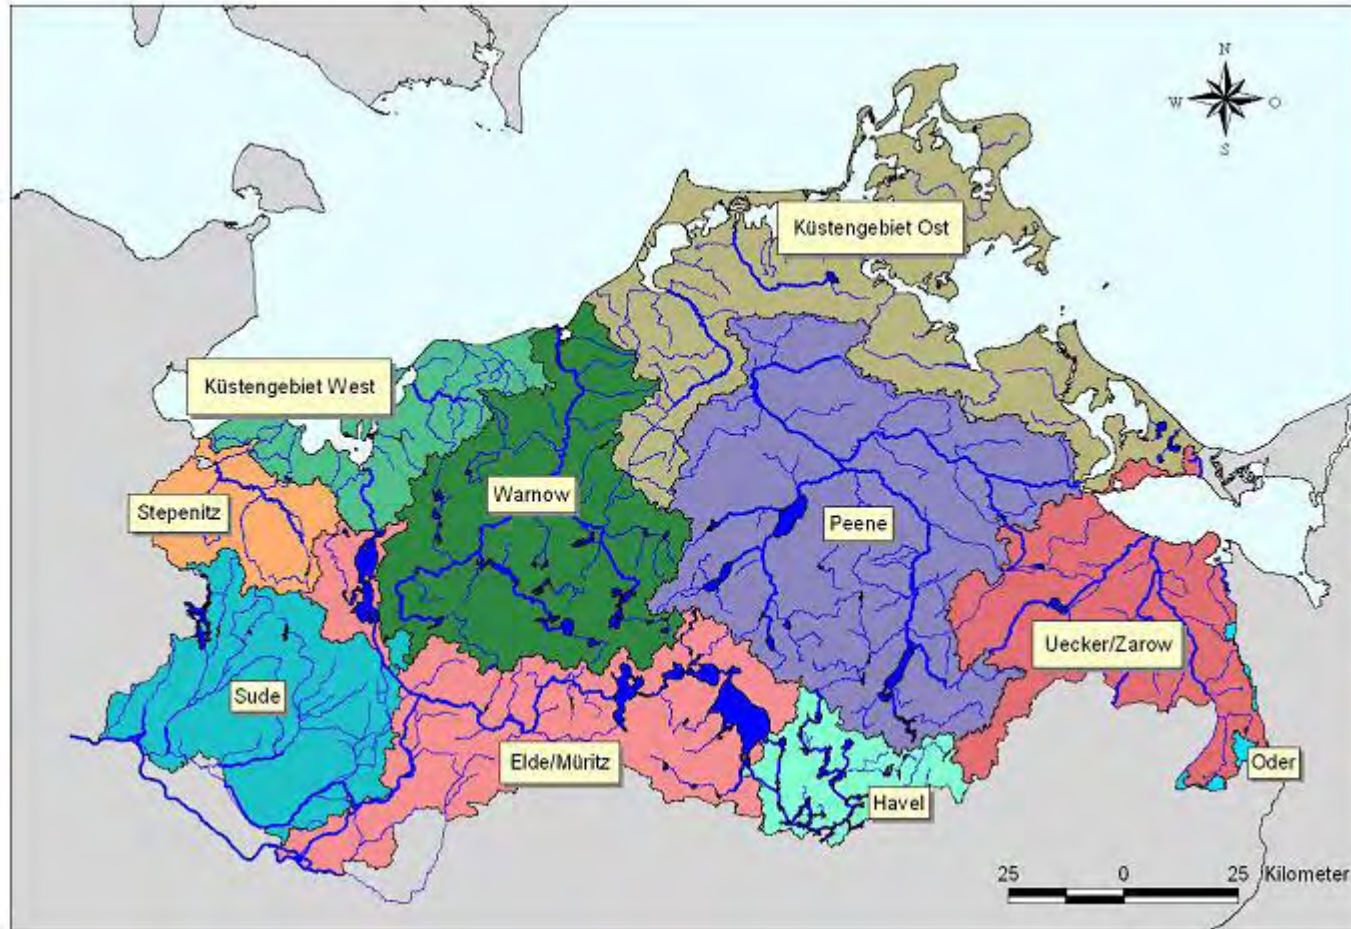 N
W O
S
Küstengebiet Ost
Küstengebiet West
Stepenitz
Warnow
Peene
Uecker/Zarow
Sude
Elde/Müritz
Oder
Havel
25 0 25 Kilometer